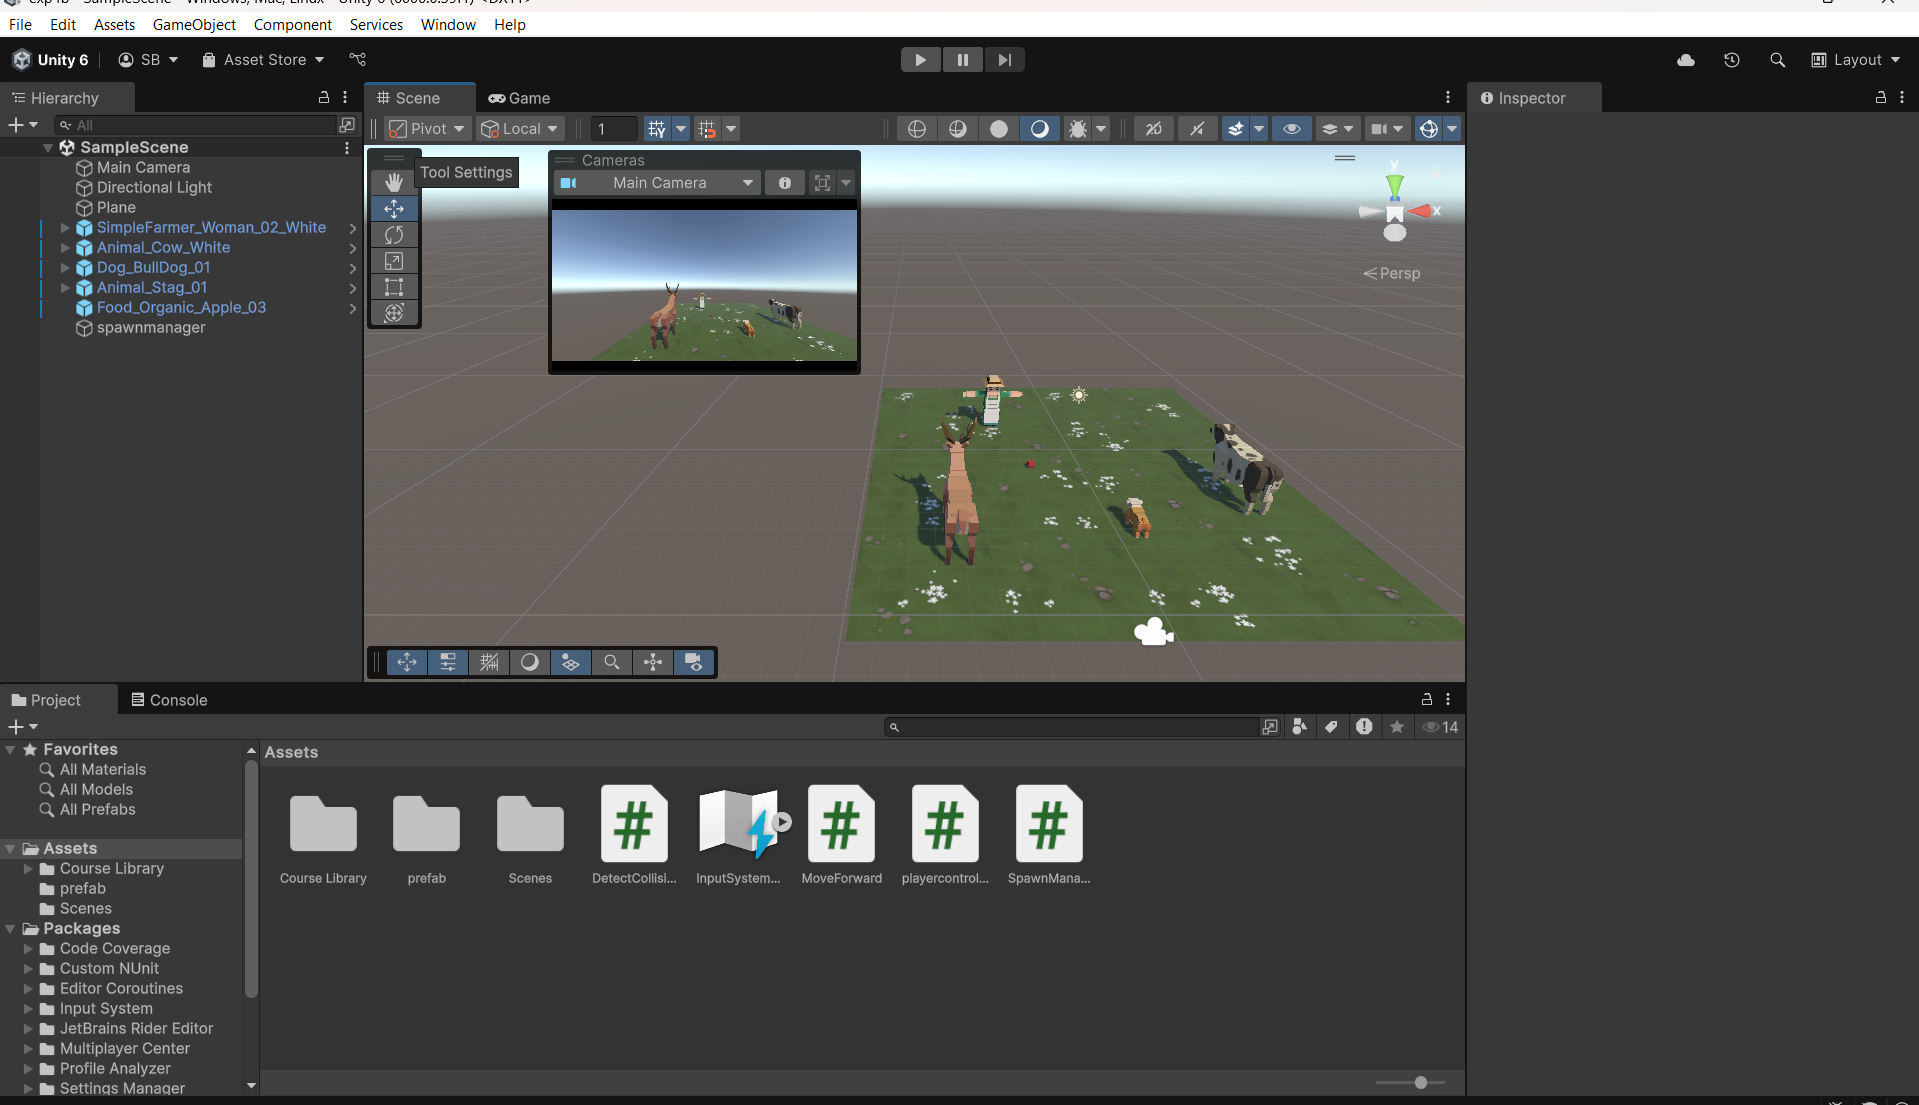 File Edit Assets GameObject Component Services Window Help
Unity 6 SB Asset Store Layout
Hierarchy
Scene Game
Inspector
All
Pivot Local 1 2D
SampleScene
Main Camera
Directional Light
Plane
SimpleFarmer_Woman_02_White
Animal_Cow_White
Dog_BullDog_01
Animal_Stag_01
Food_Organic_Apple_03
spawnmanager
Tool Settings
Cameras
Main Camera
y
x
Persp
Project Console
14
Favorites
All Materials
All Models
All Prefabs
Assets
Course Library
prefab
Scenes
Packages
Code Coverage
Custom NUnit
Editor Coroutines
Input System
JetBrains Rider Editor
Multiplayer Center
Profile Analyzer
Settings Manager
Assets
Course Library prefab Scenes DetectCollisi... InputSystem... MoveForward playercontrol... SpawnMana...